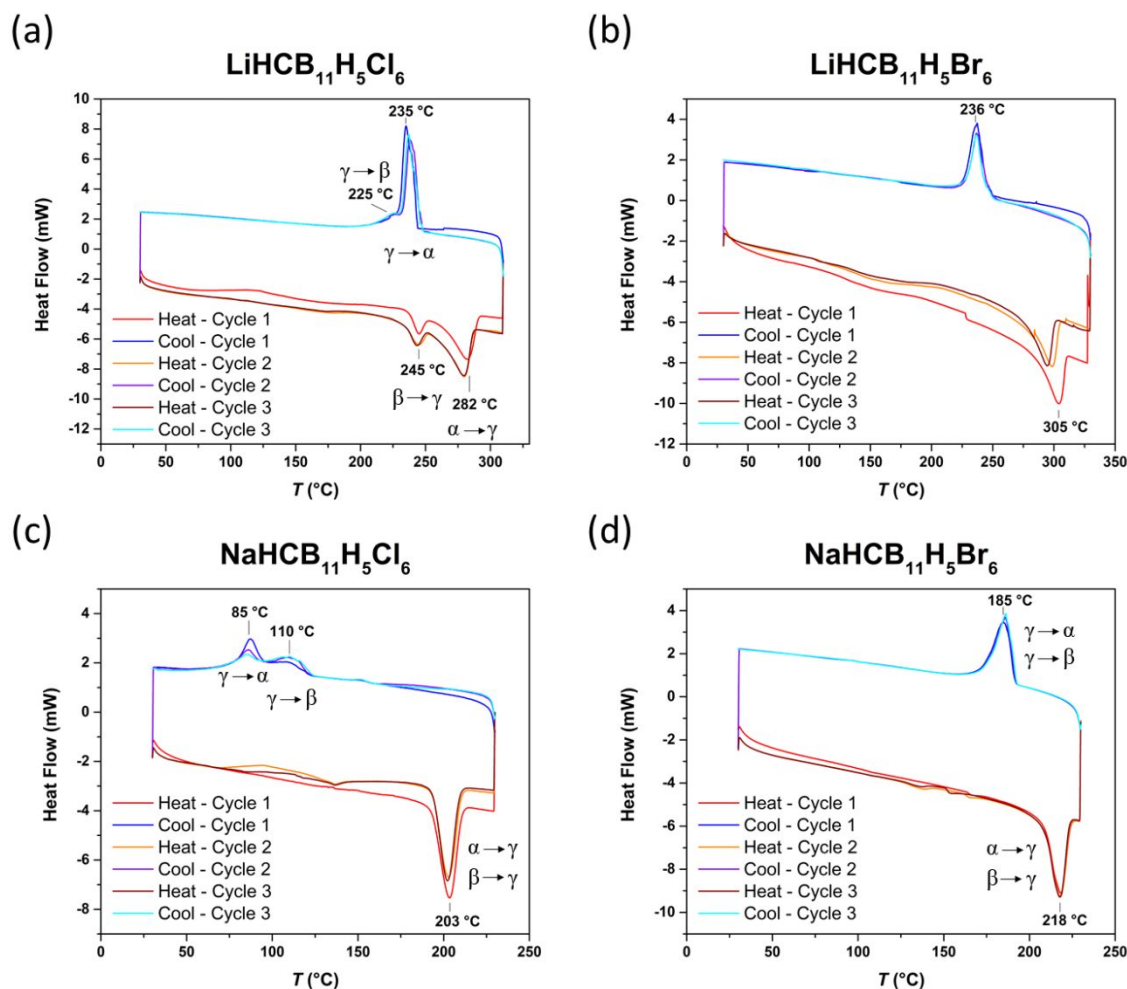 (a)
LiHCB₁₁H₅Cl₆
Heat Flow (mW)
10
8
6
4
2
0
-2
-4
-6
-8
-10
-12
235 °C
γ→β
225 °C
γ→α
Heat - Cycle 1
Cool - Cycle 1
Heat - Cycle 2
Cool - Cycle 2
Heat - Cycle 3
Cool - Cycle 3
245 °C
β→γ
282 °C
α→γ
0 50 100 150 200 250 300
T (°C)
(b)
LiHCB₁₁H₅Br₆
Heat Flow (mW)
4
2
0
-2
-4
-6
-8
-10
-12
236 °C
Heat - Cycle 1
Cool - Cycle 1
Heat - Cycle 2
Cool - Cycle 2
Heat - Cycle 3
Cool - Cycle 3
305 °C
0 50 100 150 200 250 300 350
T (°C)
(c)
NaHCB₁₁H₅Cl₆
Heat Flow (mW)
4
2
0
-2
-4
-6
-8
85 °C
110 °C
γ→α
γ→β
Heat - Cycle 1
Cool - Cycle 1
Heat - Cycle 2
Cool - Cycle 2
Heat - Cycle 3
Cool - Cycle 3
α→γ
β→γ
203 °C
0 50 100 150 200 250
T (°C)
(d)
NaHCB₁₁H₅Br₆
Heat Flow (mW)
4
2
0
-2
-4
-6
-8
-10
185 °C
γ→α
γ→β
Heat - Cycle 1
Cool - Cycle 1
Heat - Cycle 2
Cool - Cycle 2
Heat - Cycle 3
Cool - Cycle 3
α→γ
β→γ
218 °C
0 50 100 150 200 250
T (°C)